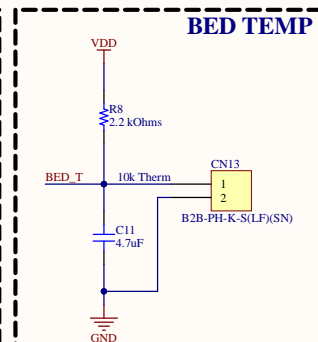 BED TEMP
VDD
R8
2.2 kOhms
BED_T
10k Therm
CN13
1
2
B2B-PH-K-S(LF)(SN)
C11
4.7uF
GND